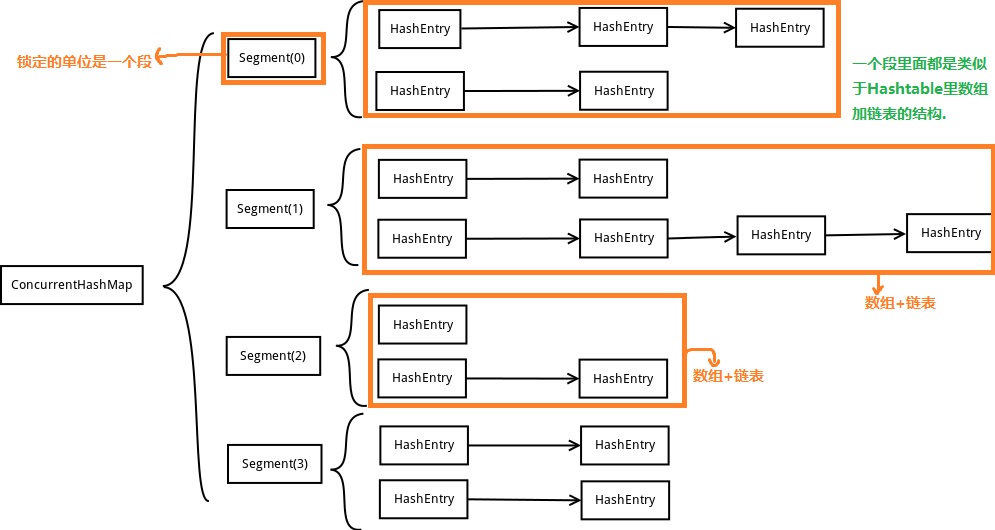 锁定的单位是一个段
Segment(0)
HashEntry
HashEntry
HashEntry
HashEntry
HashEntry
一个段里面都是类似
于Hashtable里数组
加链表的结构.
Segment(1)
HashEntry
HashEntry
HashEntry
HashEntry
HashEntry
HashEntry
数组+链表
ConcurrentHashMap
Segment(2)
HashEntry
HashEntry
HashEntry
数组+链表
Segment(3)
HashEntry
HashEntry
HashEntry
HashEntry